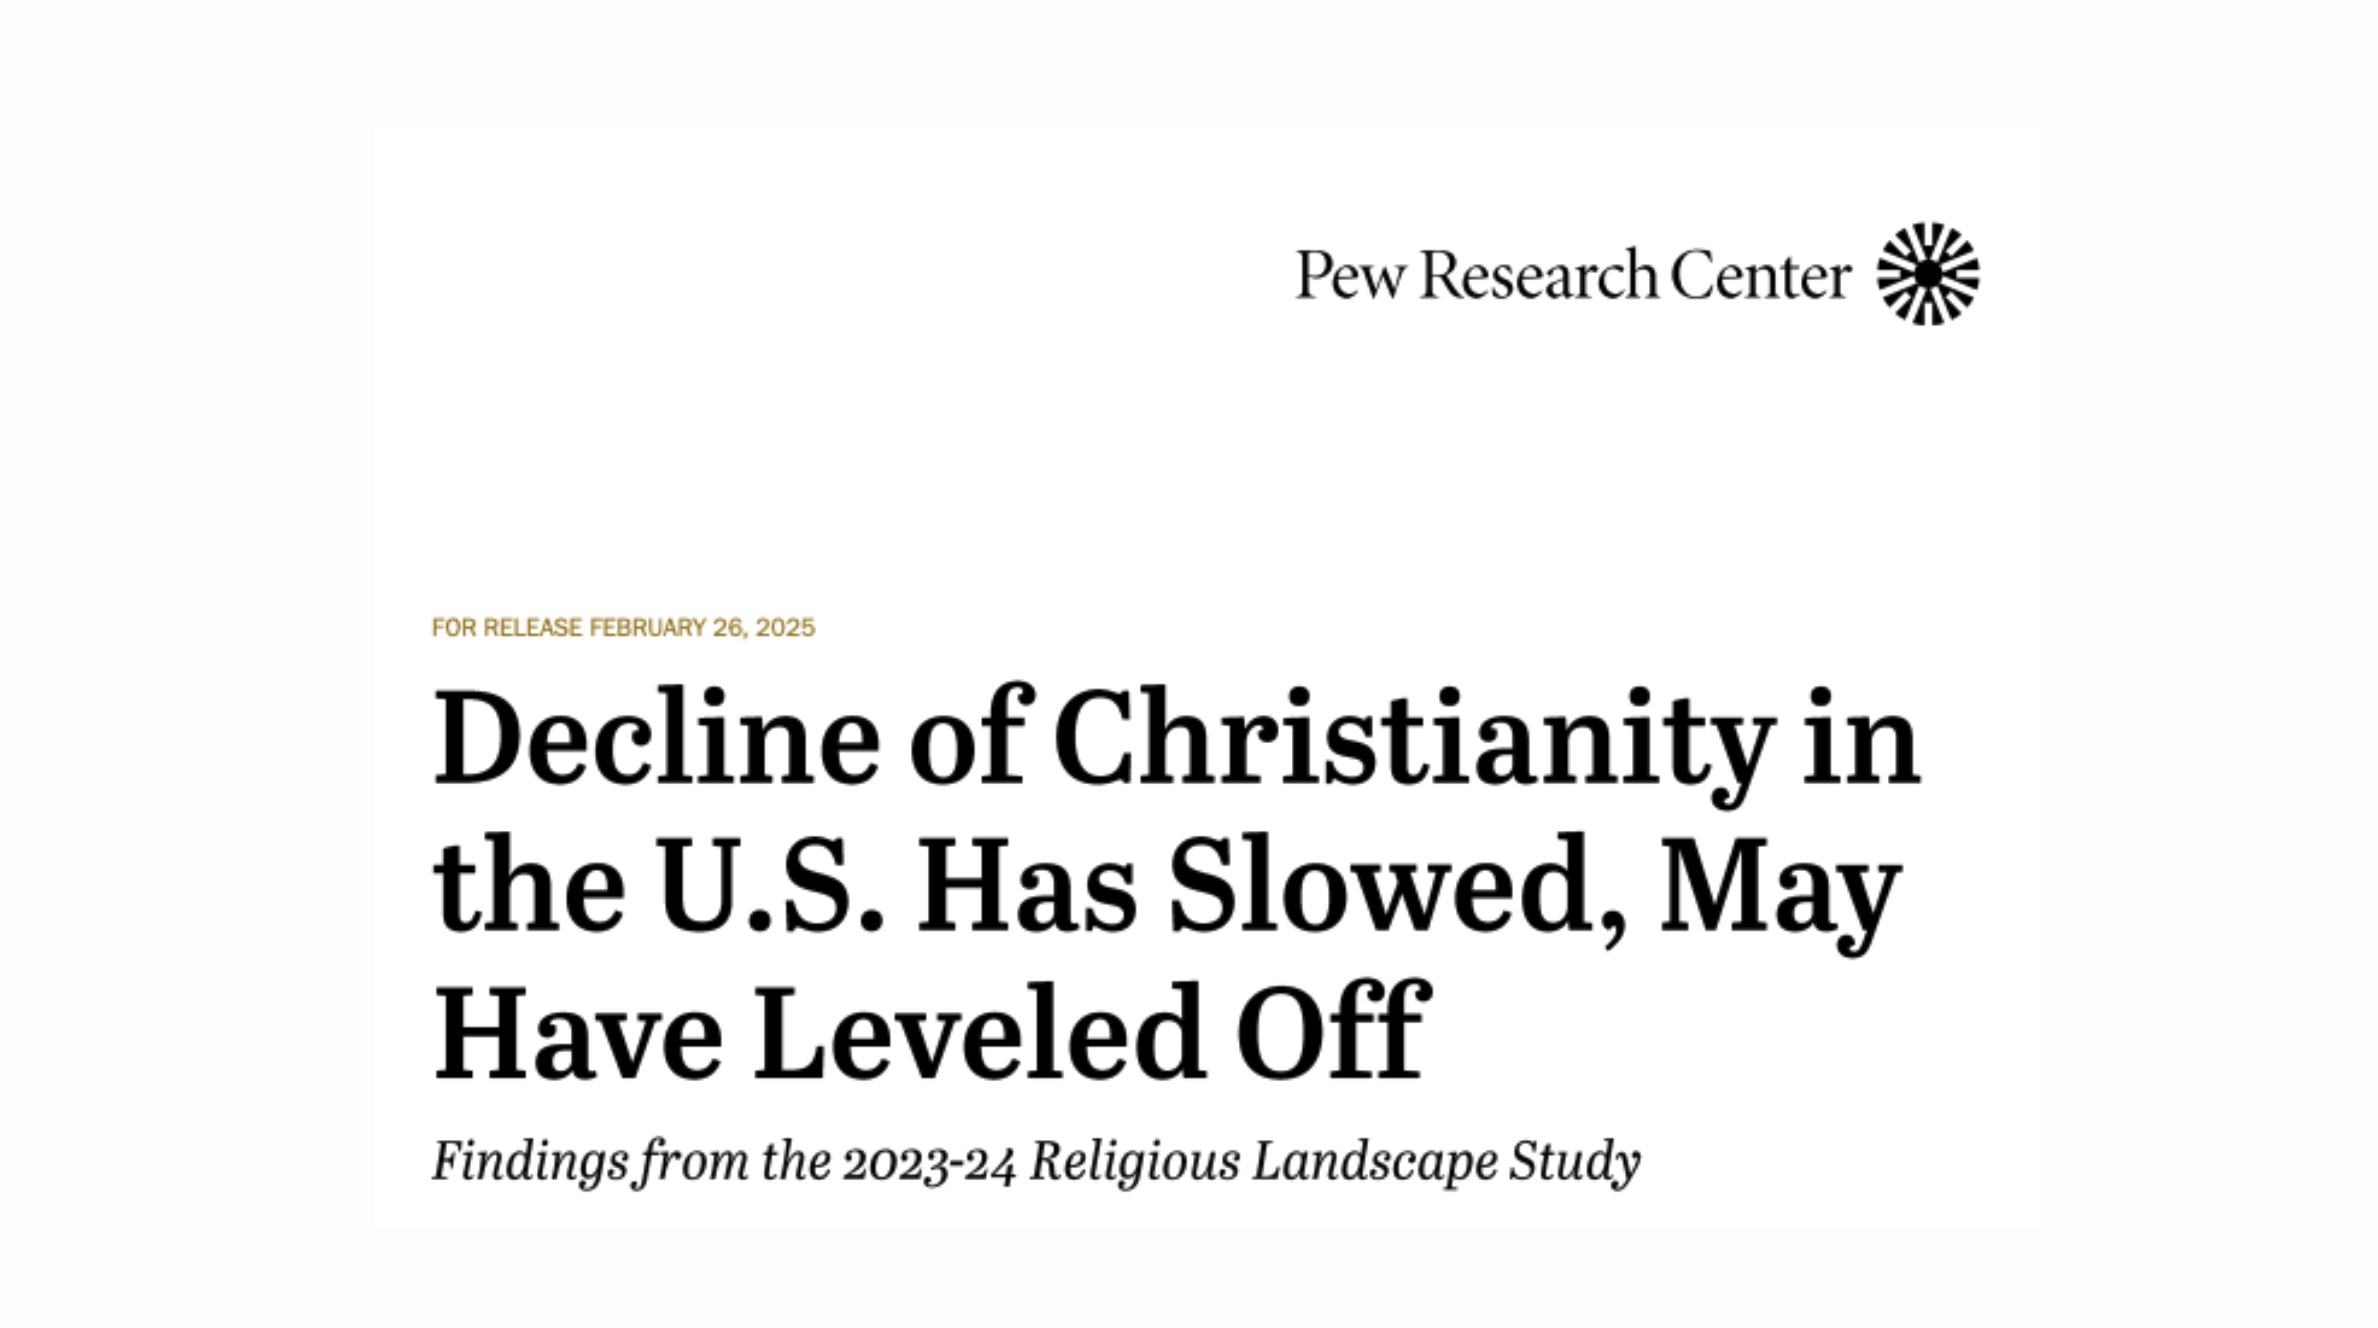 Pew Research Center
FOR RELEASE FEBRUARY 26, 2025
Decline of Christianity in
the U.S. Has Slowed, May
Have Leveled Off
Findings from the 2023-24 Religious Landscape Study